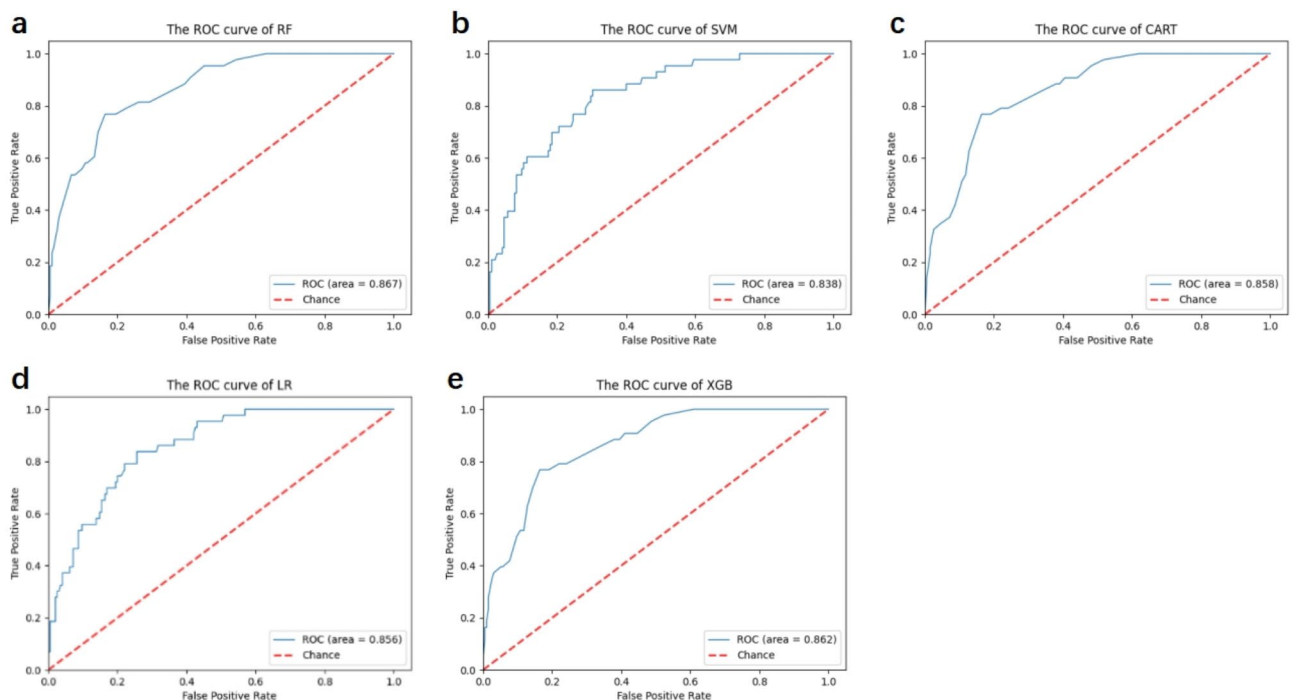 a
The ROC curve of RF
1.0
0.8
0.6
0.4
0.2
0.0
True Positive Rate
ROC (area = 0.867)
Chance
0.0 0.2 0.4 0.6 0.8 1.0
False Positive Rate
b
The ROC curve of SVM
1.0
0.8
0.6
0.4
0.2
0.0
True Positive Rate
ROC (area = 0.838)
Chance
0.0 0.2 0.4 0.6 0.8 1.0
False Positive Rate
c
The ROC curve of CART
1.0
0.8
0.6
0.4
0.2
0.0
True Positive Rate
ROC (area = 0.858)
Chance
0.0 0.2 0.4 0.6 0.8 1.0
False Positive Rate
d
The ROC curve of LR
1.0
0.8
0.6
0.4
0.2
0.0
True Positive Rate
ROC (area = 0.856)
Chance
0.0 0.2 0.4 0.6 0.8 1.0
False Positive Rate
e
The ROC curve of XGB
1.0
0.8
0.6
0.4
0.2
0.0
True Positive Rate
ROC (area = 0.862)
Chance
0.0 0.2 0.4 0.6 0.8 1.0
False Positive Rate